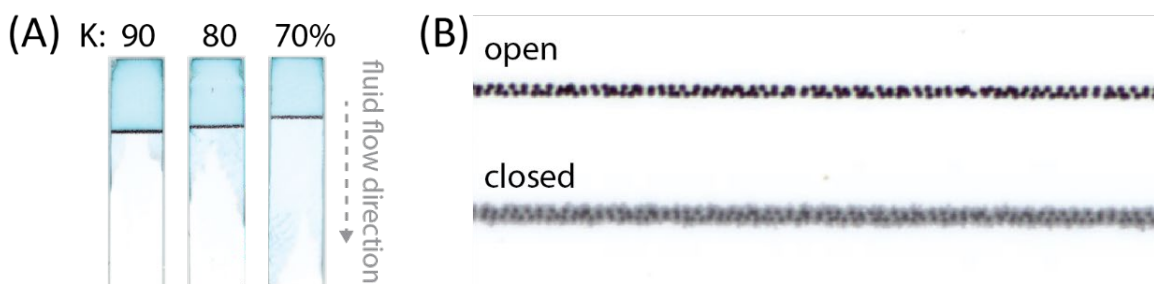 (A) K: 90 80 70%
fluid flow direction
(B)
open
closed